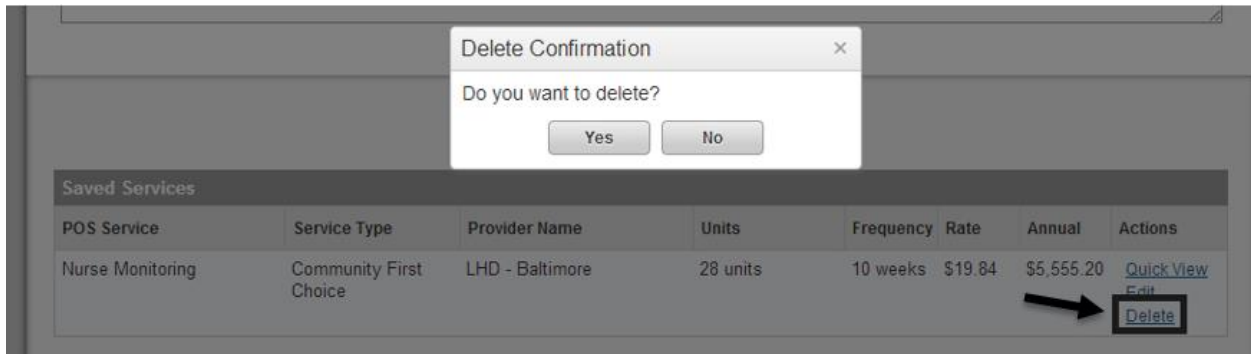 Delete Confirmation ×
Do you want to delete?
Yes No
Saved Services
POS Service Service Type Provider Name Units Frequency Rate Annual Actions
Nurse Monitoring Community First LHD - Baltimore 28 units 10 weeks $19.84 $5,555.20 Quick View
Choice Edit
Delete